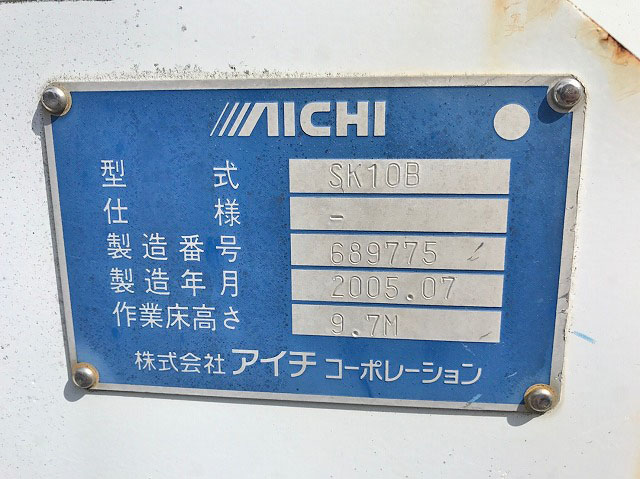 AICHI
型式 SK10B
仕様 -
製造番号 689775
製造年月 2005.07
作業床高さ 9.7M
株式会社 アイチ コーポレーション